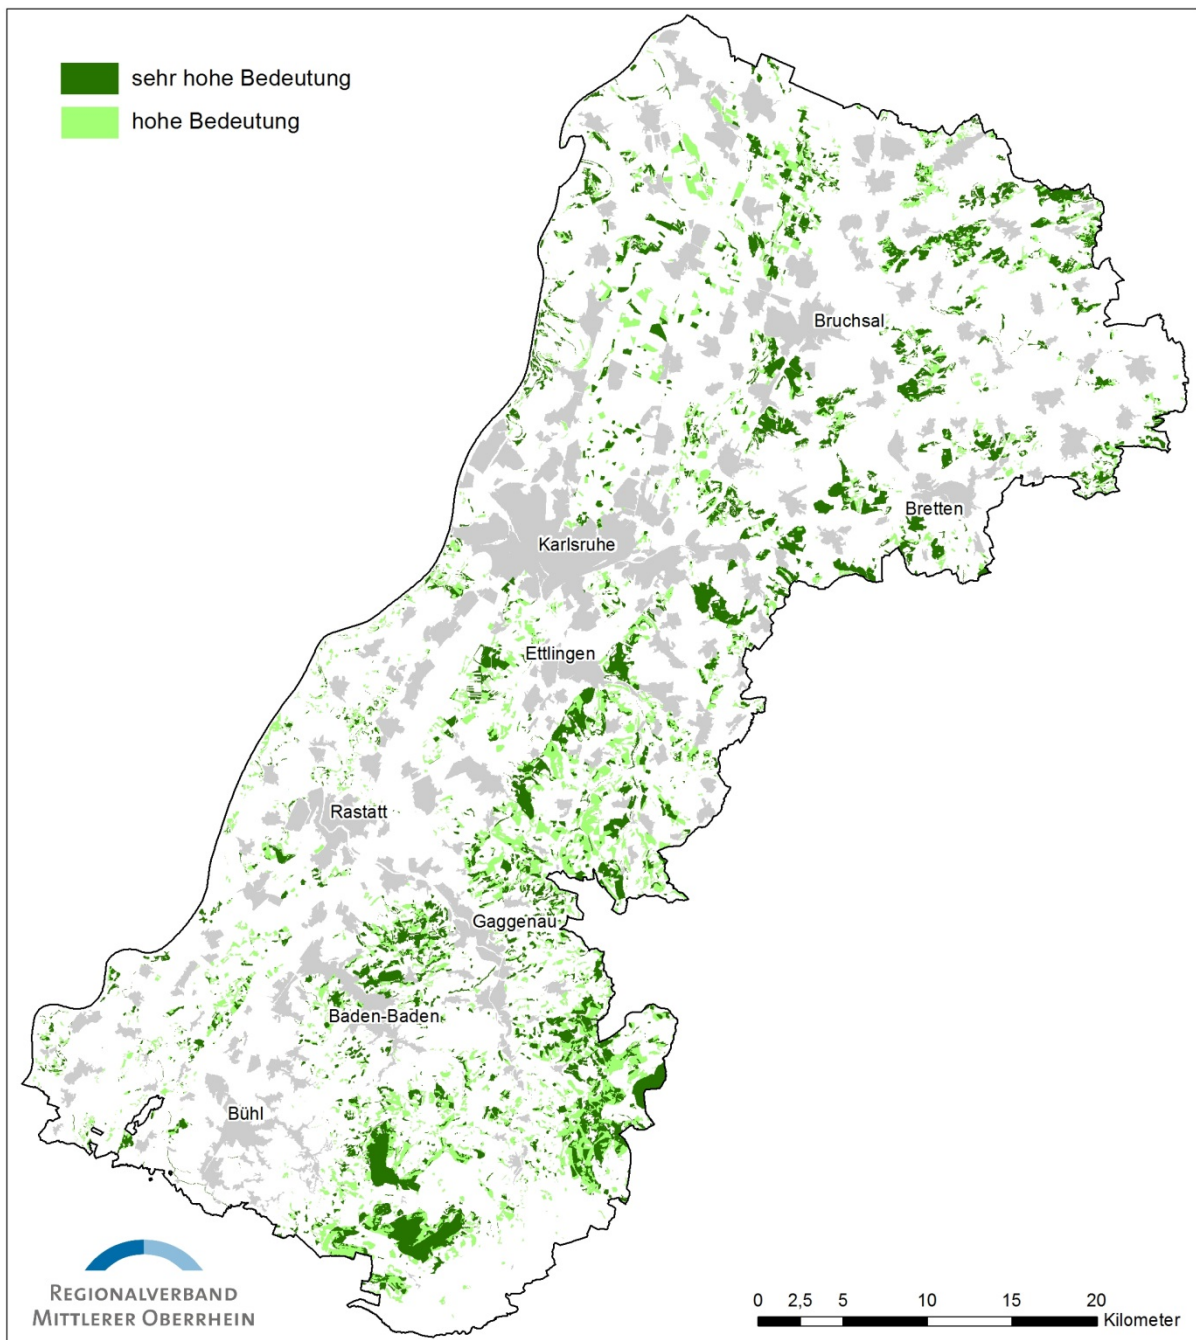 sehr hohe Bedeutung
hohe Bedeutung
Bruchsal
Bretten
Karlsruhe
Ettlingen
Rastatt
Gaggenau
Baden-Baden
Bühl
REGIONALVERBAND
MITTLERER OBERRHEIN
0 2,5 5 10 15 20
Kilometer